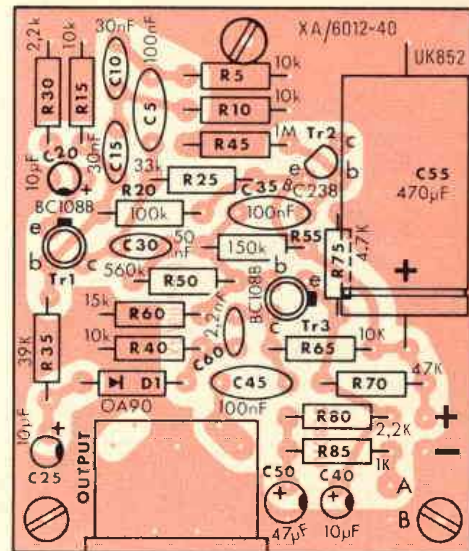 XA/6012-40
UK852
2,2k
10k
30nF
100nF
R30
R15
C10
C5
10k
R5
10k
R10
1M
R45
Tr2
c
b
e
BC238
C55
470µF
+
30nF
C15
C20
10µF
+
33k
R25
R20
100k
C35
100nF
BC108B
e
b
c
Tr1
C30
50nF
150k
R55
R75
4,7K
560k
R50
BC108B
b
e
c
Tr3
15k
R60
10k
R40
2,2nF
C60
10K
R65
39K
R35
D1
OA90
C45
100nF
47K
R70
R80
2,2K
+
R85
1K
−
10µF
+
C25
OUTPUT
C50
+
47µF
C40
+
10µF
A
B